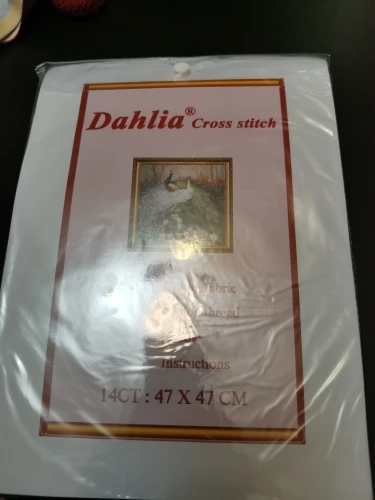 Dahlia® Cross stitch
fabric
Instructions
14CT : 47 X 47 CM